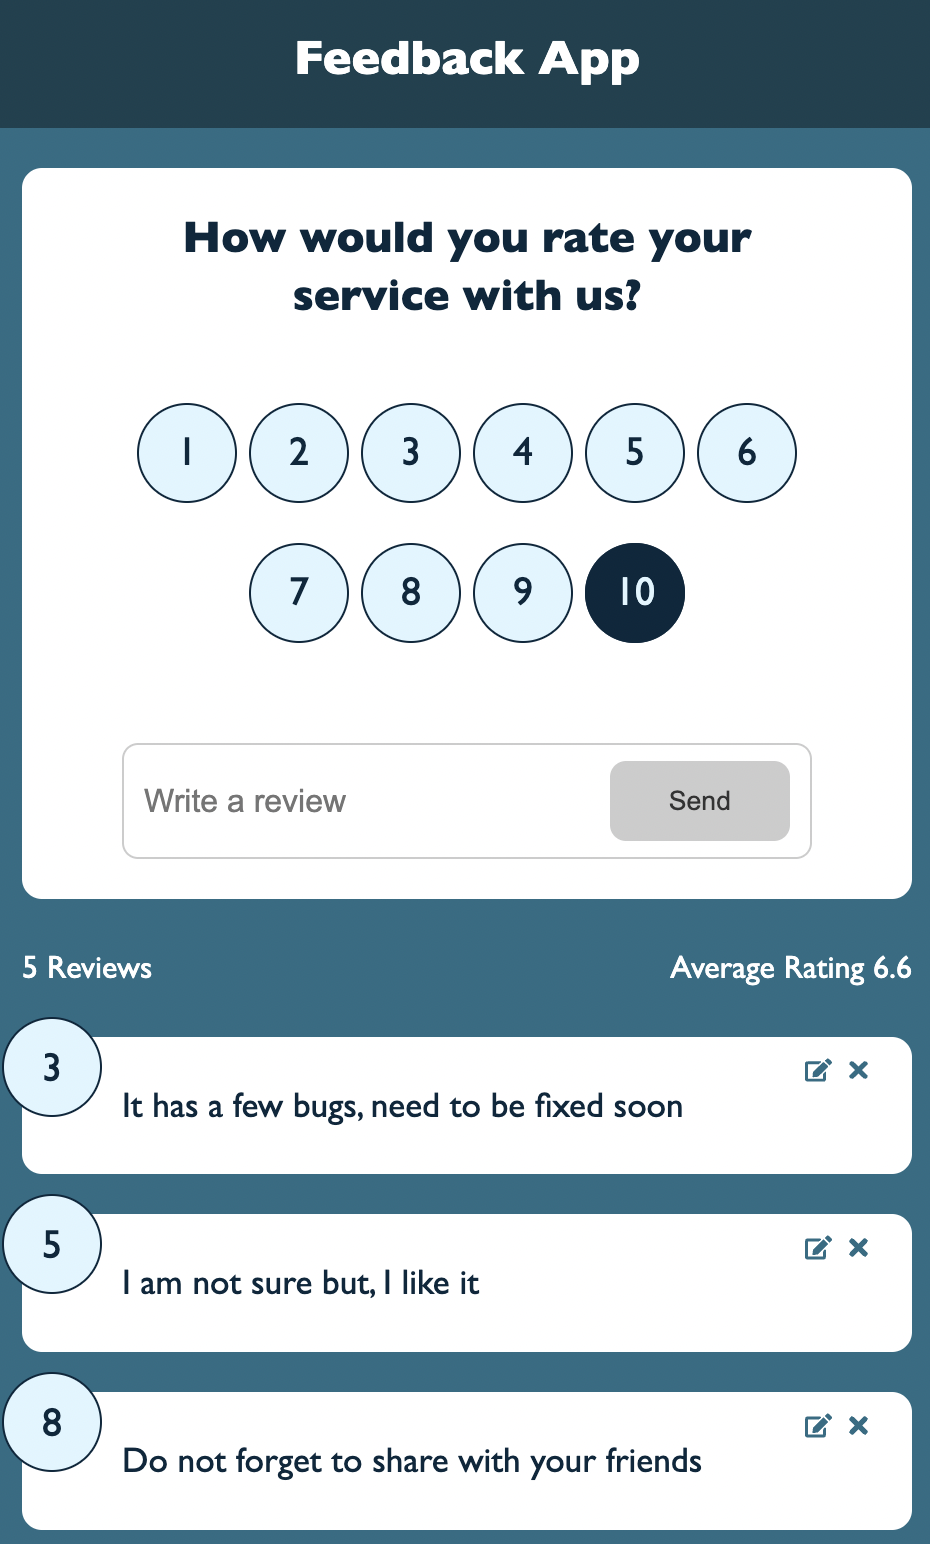 Feedback App
How would you rate your
service with us?
1 2 3 4 5 6
7 8 9 10
Write a review
Send
5 Reviews
Average Rating 6.6
3
It has a few bugs, need to be fixed soon
5
I am not sure but, I like it
8
Do not forget to share with your friends